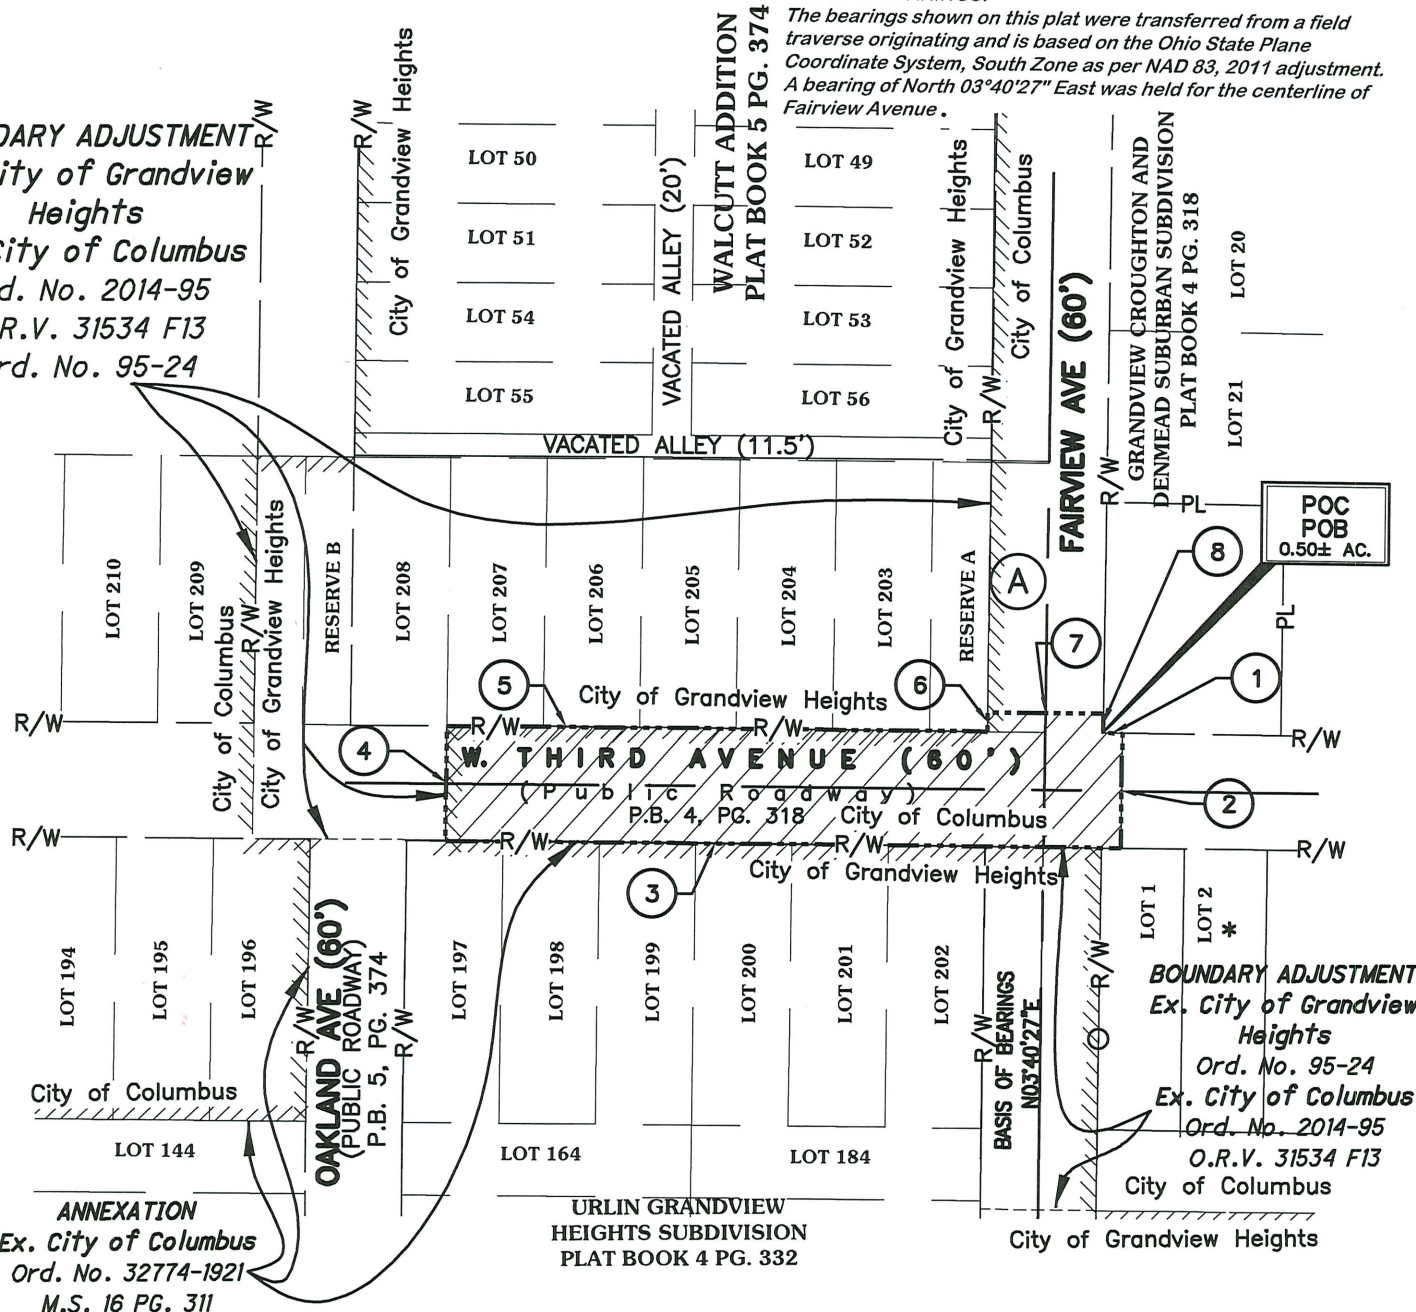 The bearings shown on this plat were transferred from a field
traverse originating and is based on the Ohio State Plane
Coordinate System, South Zone as per NAD 83, 2011 adjustment.
A bearing of North 03°40'27" East was held for the centerline of
Fairview Avenue.
ADJUSTMENT
of Grandview
Heights
City of Columbus
No. 2014-95
R.V. 31534 F13
No. 95-24
R/W
R/W
City of Grandview Heights
LOT 50
LOT 51
LOT 54
LOT 55
VACATED ALLEY (20')
WALCUTT ADDITION
PLAT BOOK 5 PG. 374
LOT 49
LOT 52
LOT 53
LOT 56
City of Grandview Heights
R/W
City of Columbus
FAIRVIEW AVE (60')
R/W
GRANDVIEW CROUGHTON AND
DENMEAD SUBURBAN SUBDIVISION
PLAT BOOK 4 PG. 318
LOT 20
LOT 21
VACATED ALLEY (11.5')
PL
POC
POB
0.50± AC.
PL
LOT 210
LOT 209
City of Columbus
R/W
City of Grandview Heights
RESERVE B
LOT 208
LOT 207
LOT 206
LOT 205
LOT 204
LOT 203
RESERVE A
A
8
7
1
5
City of Grandview Heights
6
R/W
R/W
R/W
R/W
4
W. THIRD AVENUE (60')
(Public Roadway)
P.B. 4, PG. 318
City of Columbus
2
R/W
R/W
R/W
R/W
3
City of Grandview Heights
LOT 194
LOT 195
LOT 196
R/W
OAKLAND AVE (60')
(PUBLIC ROADWAY)
P.B. 5, PG. 374
R/W
LOT 197
LOT 198
LOT 199
LOT 200
LOT 201
LOT 202
R/W
BASIS OF BEARINGS
N03°40'27"E
R/W
LOT 1
LOT 2
*
BOUNDARY ADJUSTMENT
Ex. City of Grandview
Heights
Ord. No. 95-24
Ex. City of Columbus
Ord. No. 2014-95
O.R.V. 31534 F13
City of Columbus
City of Grandview Heights
City of Columbus
LOT 144
LOT 164
LOT 184
ANNEXATION
Ex. City of Columbus
Ord. No. 32774-1921
M.S. 16 PG. 311
URLIN GRANDVIEW
HEIGHTS SUBDIVISION
PLAT BOOK 4 PG. 332